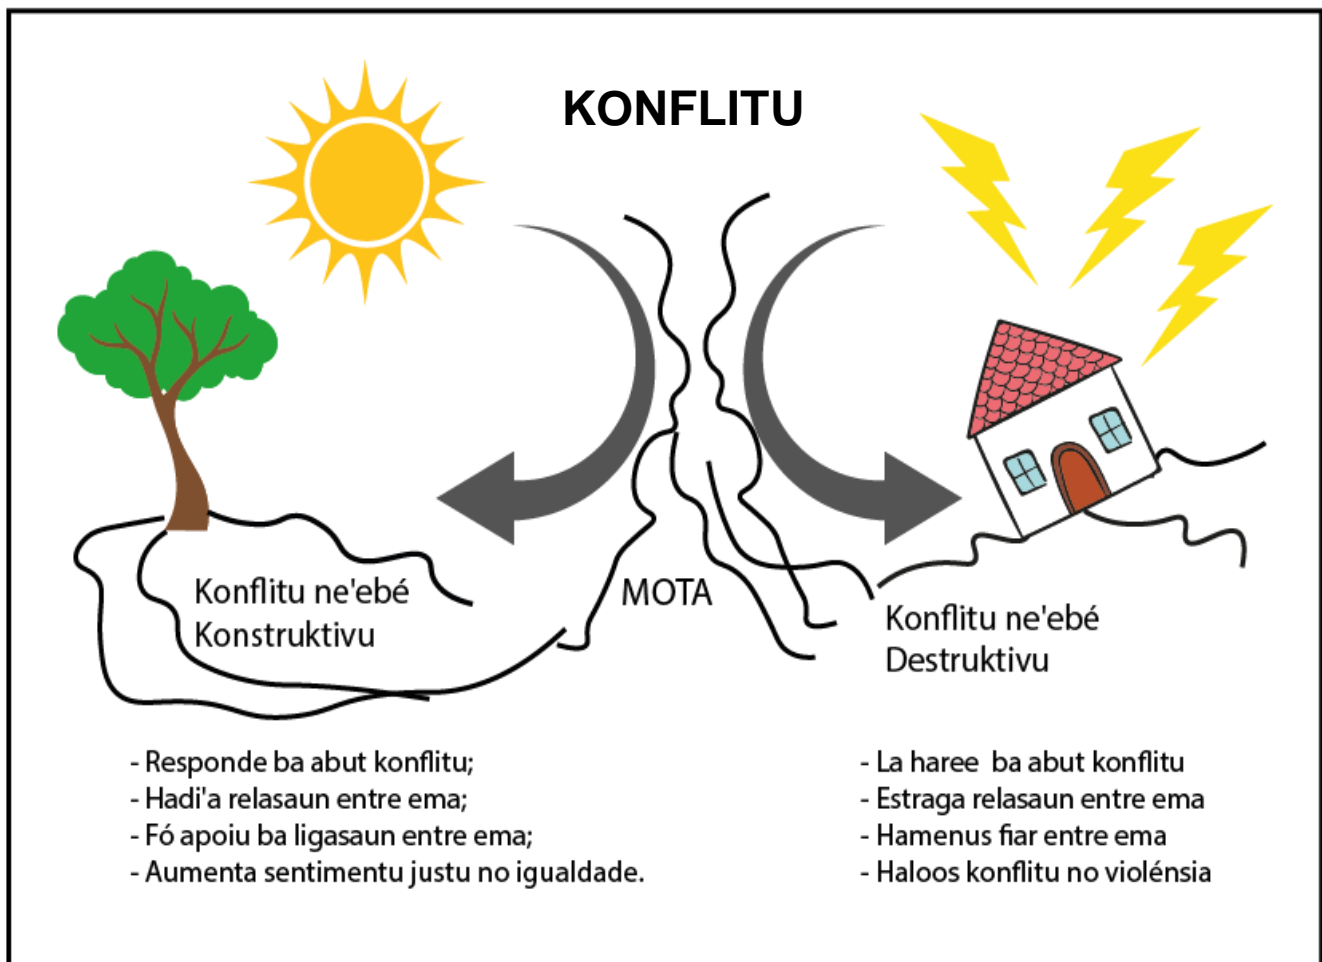 KONFLITU
Konflitu ne'ebé
Konstruktivu
MOTA
Konflitu ne'ebé
Destruktivu
- Responde ba abut konflitu;
- Hadi'a relasaun entre ema;
- Fó apoiu ba ligasaun entre ema;
- Aumenta sentimentu justu no igualdade.
- La haree ba abut konflitu
- Estraga relasaun entre ema
- Hamenus fiar entre ema
- Haloos konflitu no violénsia